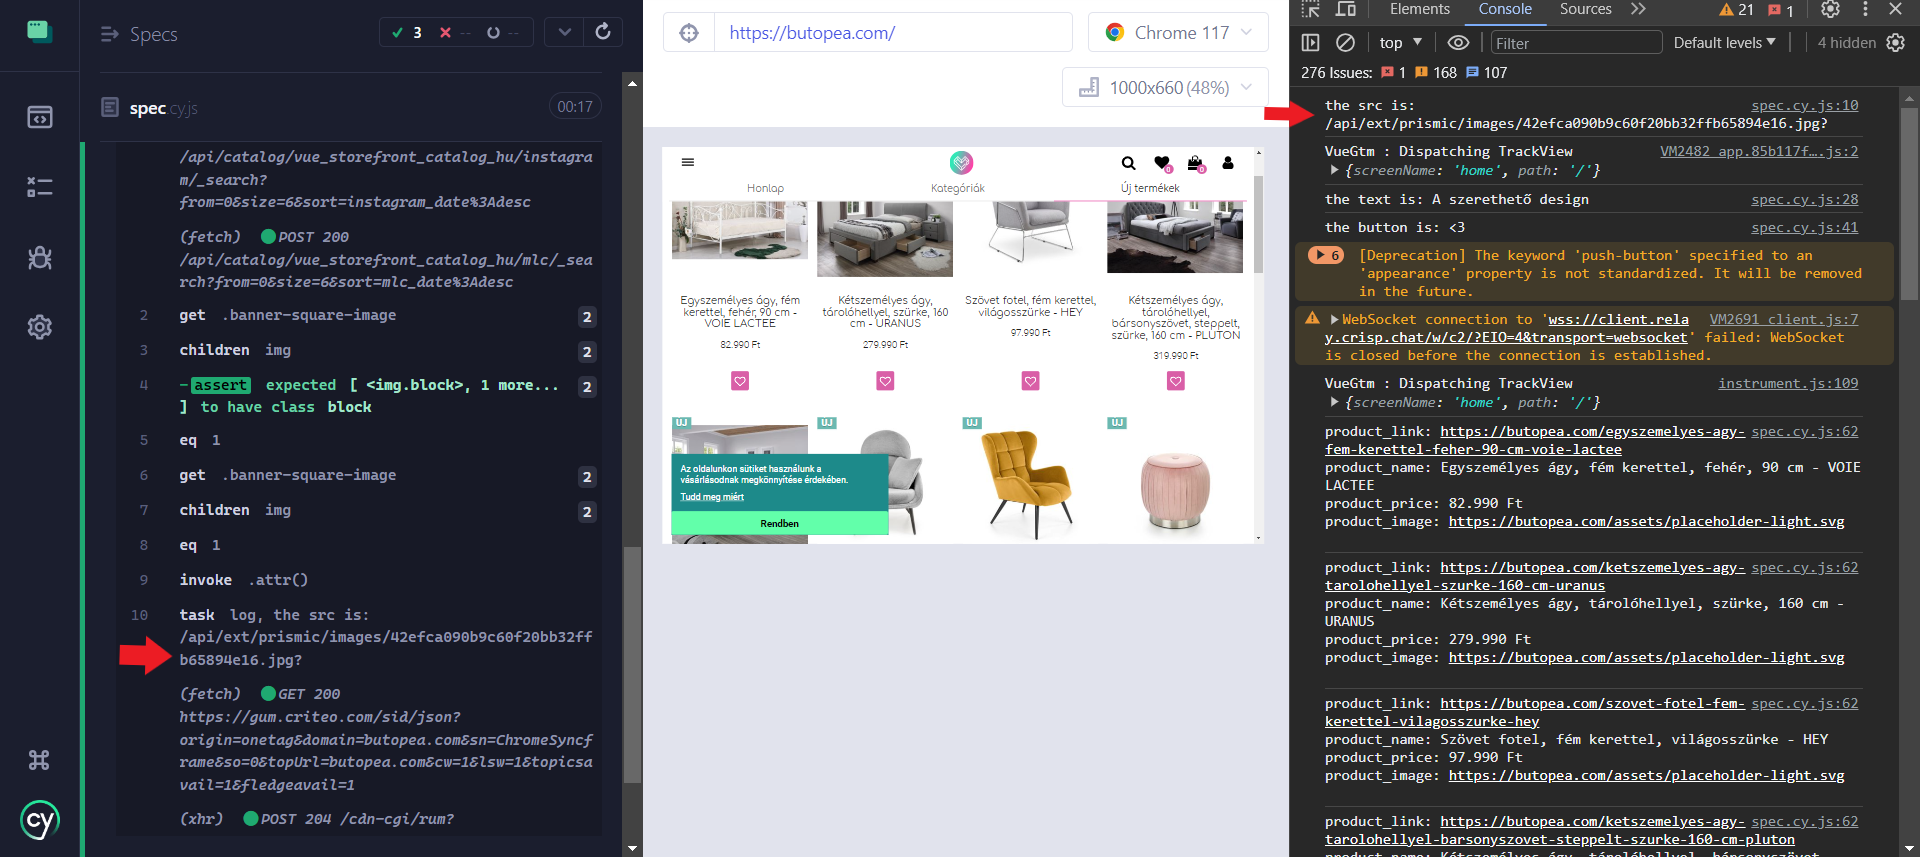 Specs
3
--
--
spec.cy.js
00:17
/api/catalog/vue_storefront_catalog_hu/instagra
m/_search?
from=0&size=6&sort=instagram_date%3Adesc
(fetch) POST 200
/api/catalog/vue_storefront_catalog_hu/mlc/_sea
rch?from=0&size=6&sort=mlc_date%3Adesc
2 get .banner-square-image 2
3 children img 2
4 -assert expected [ <img.block>, 1 more... 2
] to have class block
5 eq 1
6 get .banner-square-image 2
7 children img 2
8 eq 1
9 invoke .attr()
10 task log, the src is:
/api/ext/prismic/images/42efca090b9c60f20bb32ff
b65894e16.jpg?
(fetch) GET 200
https://gum.criteo.com/sid/json?
origin=onetag&domain=butopea.com&sn=ChromeSyncf
rame&so=0&topUrl=butopea.com&cw=1&lsw=1&topicsa
vail=1&fledgeavail=1
(xhr) POST 204 /cdn-cgi/rum?
cy
https://butopea.com/
Chrome 117
1000x660 (48%)
0
0
Honlap
Kategóriák
Új termékek
Egyszemélyes ágy, fém
kerettel, fehér, 90 cm -
VOIE LACTEE
82.990 Ft
Kétszemélyes ágy,
tárolóhellyel, szürke, 160
cm - URANUS
279.990 Ft
Szövet fotel, fém kerettel,
világosszürke - HEY
97.990 Ft
Kétszemélyes ágy,
tárolóhellyel,
bársonyszövet, steppelt,
szürke, 160 cm - PLUTON
319.990 Ft
ÚJ
ÚJ
ÚJ
ÚJ
Az oldalunkon sütiket használunk a
vásárlásodnak megkönnyítése érdekében.
Tudd meg miért
Rendben
Elements
Console
Sources
21
1
top
Filter
Default levels
4 hidden
276 Issues: 1 168 107
the src is: spec.cy.js:10
/api/ext/prismic/images/42efca090b9c60f20bb32ffb65894e16.jpg?
VueGtm : Dispatching TrackView VM2482 app.85b117f….js:2
{screenName: 'home', path: '/'}
the text is: A szerethető design spec.cy.js:28
the button is: <3 spec.cy.js:41
6 [Deprecation] The keyword 'push-button' specified to an
'appearance' property is not standardized. It will be removed
in the future.
WebSocket connection to 'wss://client.rela VM2691 client.js:7
y.crisp.chat/w/c2/?EIO=4&transport=websocket' failed: WebSocket
is closed before the connection is established.
VueGtm : Dispatching TrackView instrument.js:109
{screenName: 'home', path: '/'}
product_link: https://butopea.com/egyszemelyes-agy- spec.cy.js:62
fem-kerettel-feher-90-cm-voie-lactee
product_name: Egyszemélyes ágy, fém kerettel, fehér, 90 cm - VOIE
LACTEE
product_price: 82.990 Ft
product_image: https://butopea.com/assets/placeholder-light.svg
product_link: https://butopea.com/ketszemelyes-agy- spec.cy.js:62
tarolohellyel-szurke-160-cm-uranus
product_name: Kétszemélyes ágy, tárolóhellyel, szürke, 160 cm -
URANUS
product_price: 279.990 Ft
product_image: https://butopea.com/assets/placeholder-light.svg
product_link: https://butopea.com/szovet-fotel-fem- spec.cy.js:62
kerettel-vilagosszurke-hey
product_name: Szövet fotel, fém kerettel, világosszürke - HEY
product_price: 97.990 Ft
product_image: https://butopea.com/assets/placeholder-light.svg
product_link: https://butopea.com/ketszemelyes-agy- spec.cy.js:62
tarolohellyel-barsonyszovet-steppelt-szurke-160-cm-pluton
product_name: Kétszemélyes ágy, tárolóhellyel, bársonyszövet,